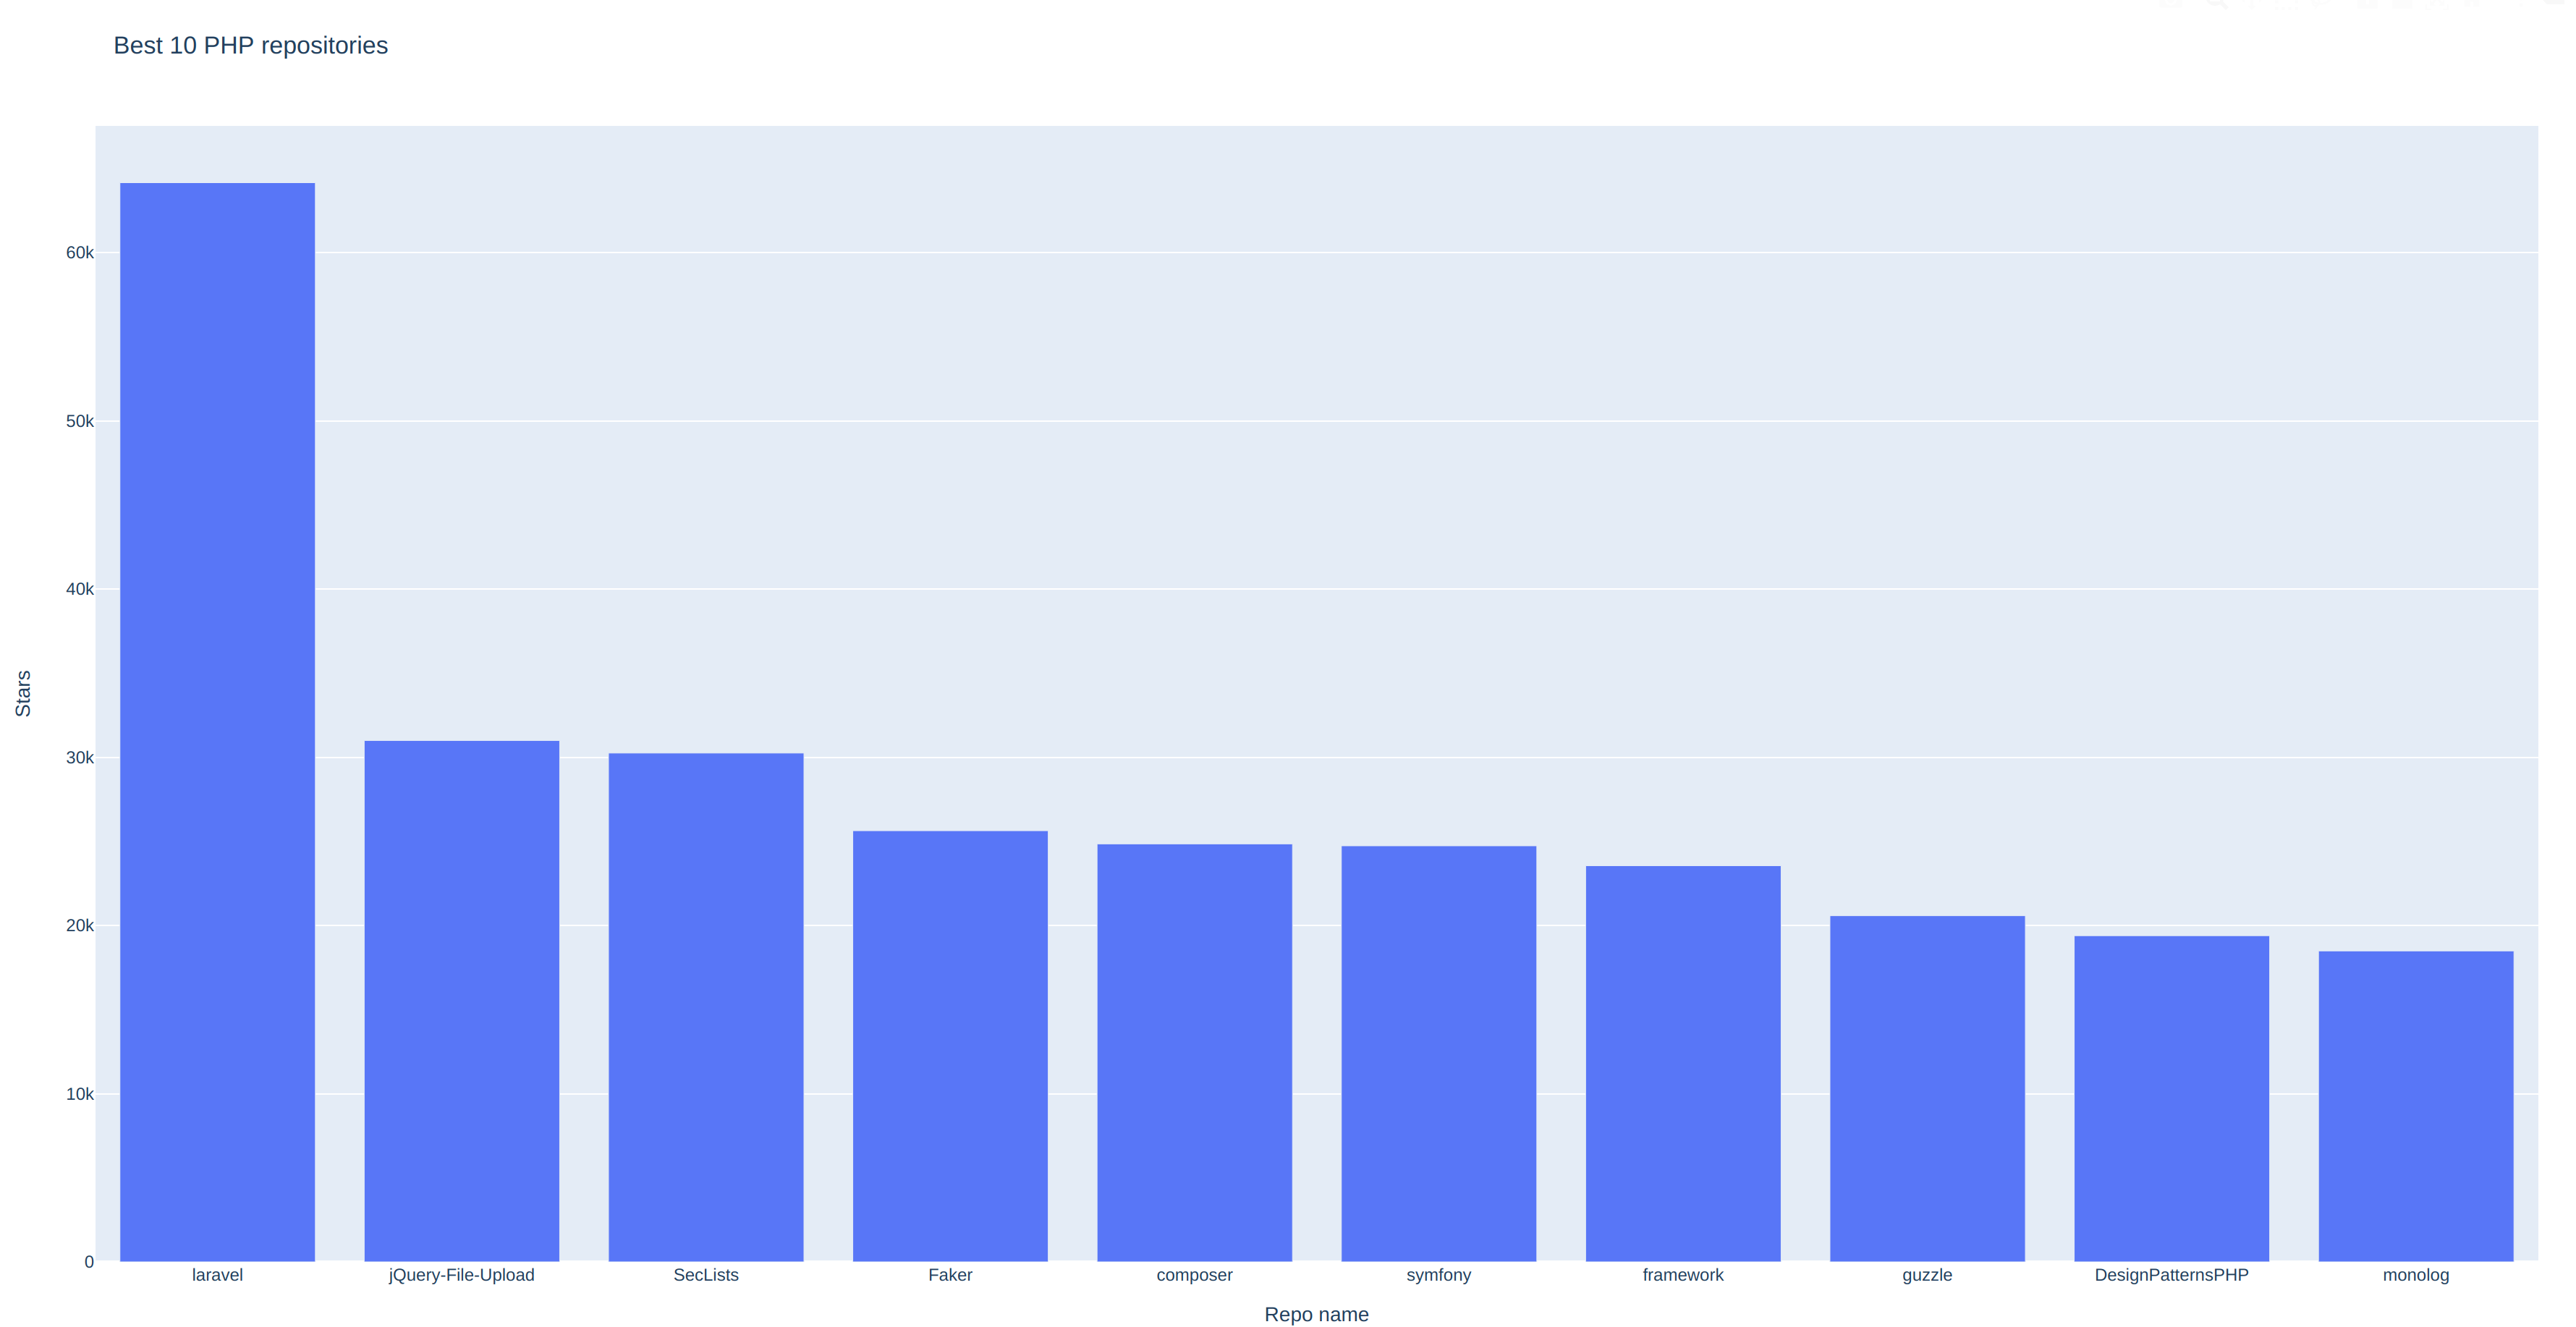 Best 10 PHP repositories
60k
50k
40k
30k
20k
10k
0
Stars
laravel jQuery-File-Upload SecLists Faker composer symfony framework guzzle DesignPatternsPHP monolog
Repo name